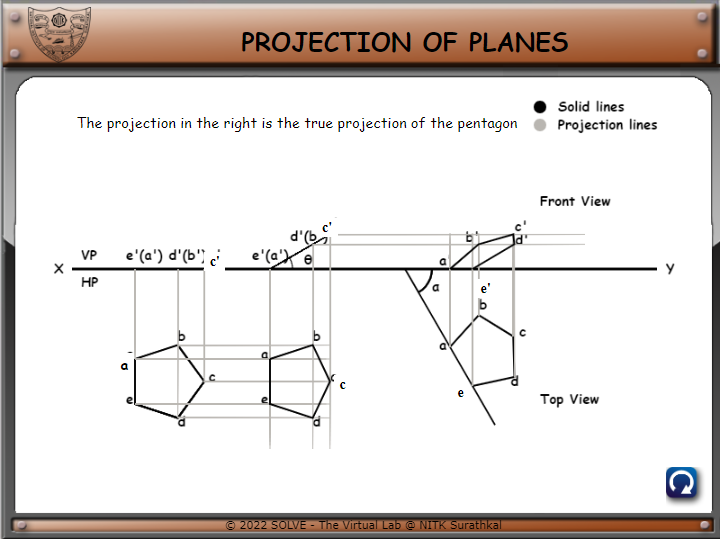 PROJECTION OF PLANES
Solid lines
The projection in the right is the true projection of the pentagon
Projection lines
Front View
c' c'
d'(b b' d'
VP e'(a') d'(b') c' e'(a') θ a'
X Y
HP
a e'
b
b b c
a a a
c c
e e e d
d d
Top View
© 2022 SOLVE - The Virtual Lab @ NITK Surathkal